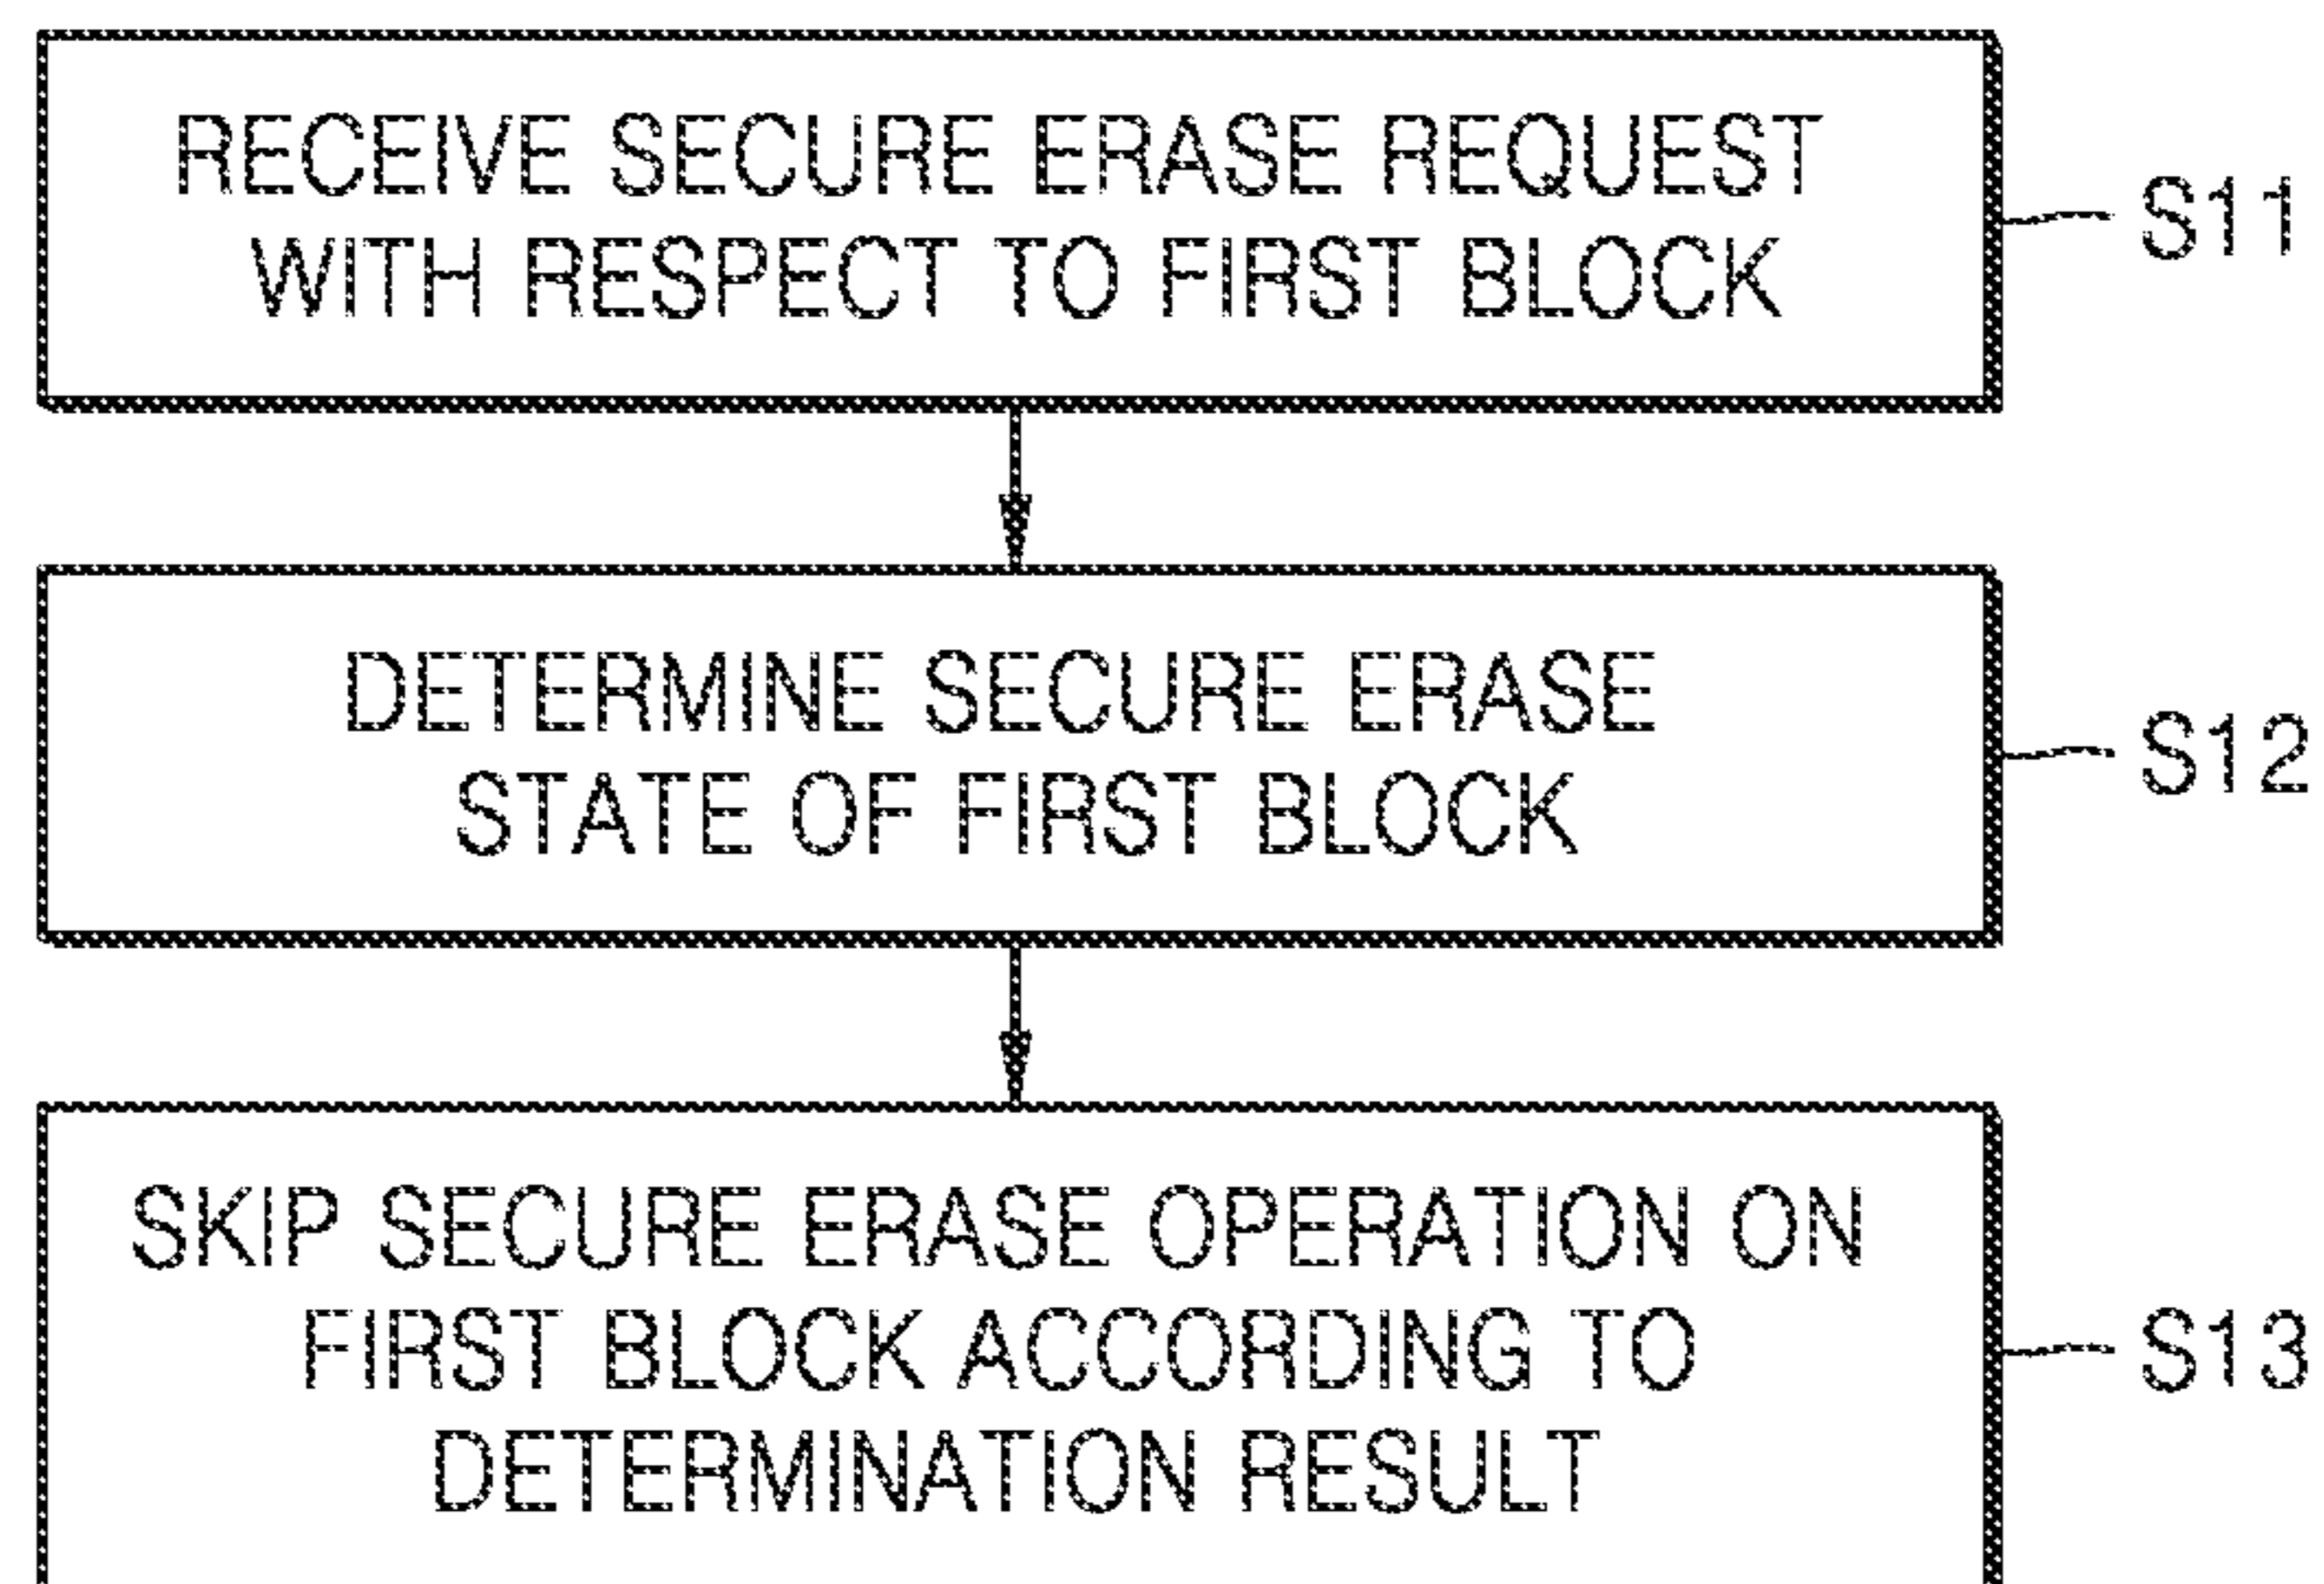 RECEIVE SECURE ERASE REQUEST
WITH RESPECT TO FIRST BLOCK
S11
DETERMINE SECURE ERASE
STATE OF FIRST BLOCK
S12
SKIP SECURE ERASE OPERATION ON
FIRST BLOCK ACCORDING TO
DETERMINATION RESULT
S13